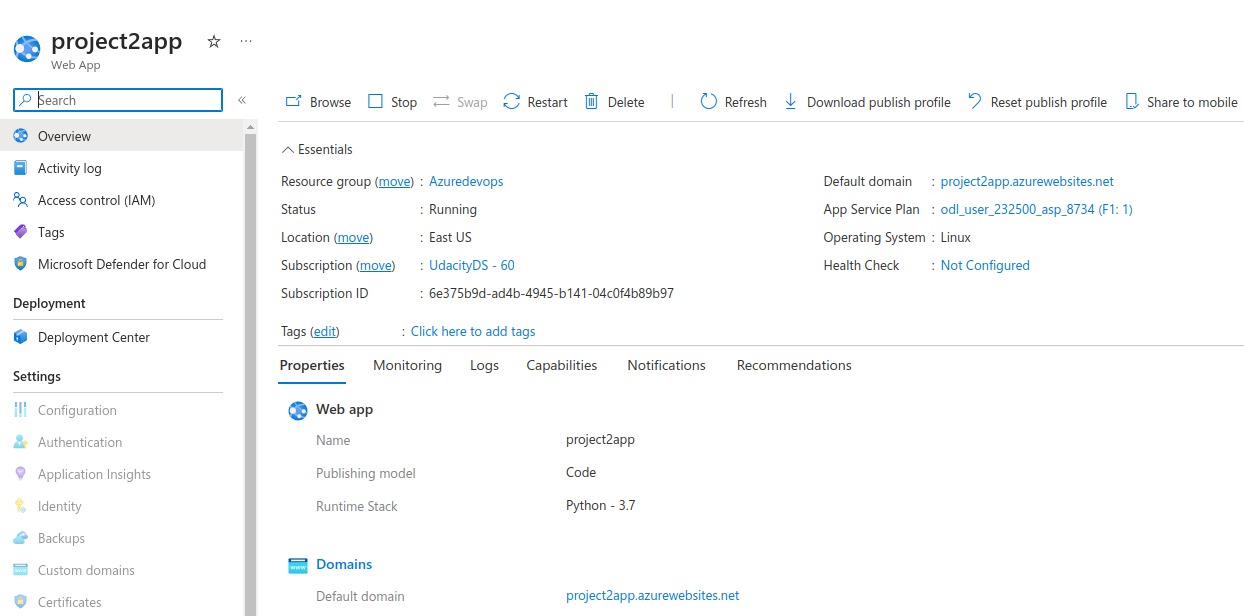 project2app
Web App
Search
Overview
Activity log
Access control (IAM)
Tags
Microsoft Defender for Cloud
Deployment
Deployment Center
Settings
Configuration
Authentication
Application Insights
Identity
Backups
Custom domains
Certificates
Browse Stop Swap Restart Delete Refresh Download publish profile Reset publish profile Share to mobile
Essentials
Resource group (move) : Azuredevops
Status : Running
Location (move) : East US
Subscription (move) : UdacityDS - 60
Subscription ID : 6e375b9d-ad4b-4945-b141-04c0f4b89b97
Default domain : project2app.azurewebsites.net
App Service Plan : odl_user_232500_asp_8734 (F1: 1)
Operating System : Linux
Health Check : Not Configured
Tags (edit) : Click here to add tags
Properties Monitoring Logs Capabilities Notifications Recommendations
Web app
Name project2app
Publishing model Code
Runtime Stack Python - 3.7
Domains
Default domain project2app.azurewebsites.net